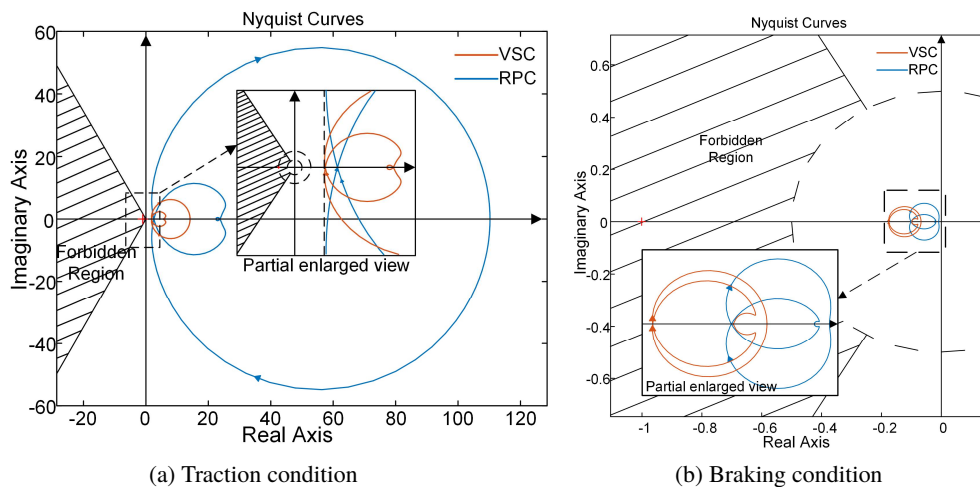 Nyquist Curves
60
40
20
0
-20
-40
-60
Imaginary Axis
VSC
RPC
Partial enlarged view
Forbidden
Region
-20 0 20 40 60 80 100 120
Real Axis
(a) Traction condition
Nyquist Curves
0.6
0.4
0.2
0
-0.2
-0.4
-0.6
Imaginary Axis
VSC
RPC
Forbidden
Region
Partial enlarged view
-1 -0.8 -0.6 -0.4 -0.2 0
Real Axis
(b) Braking condition